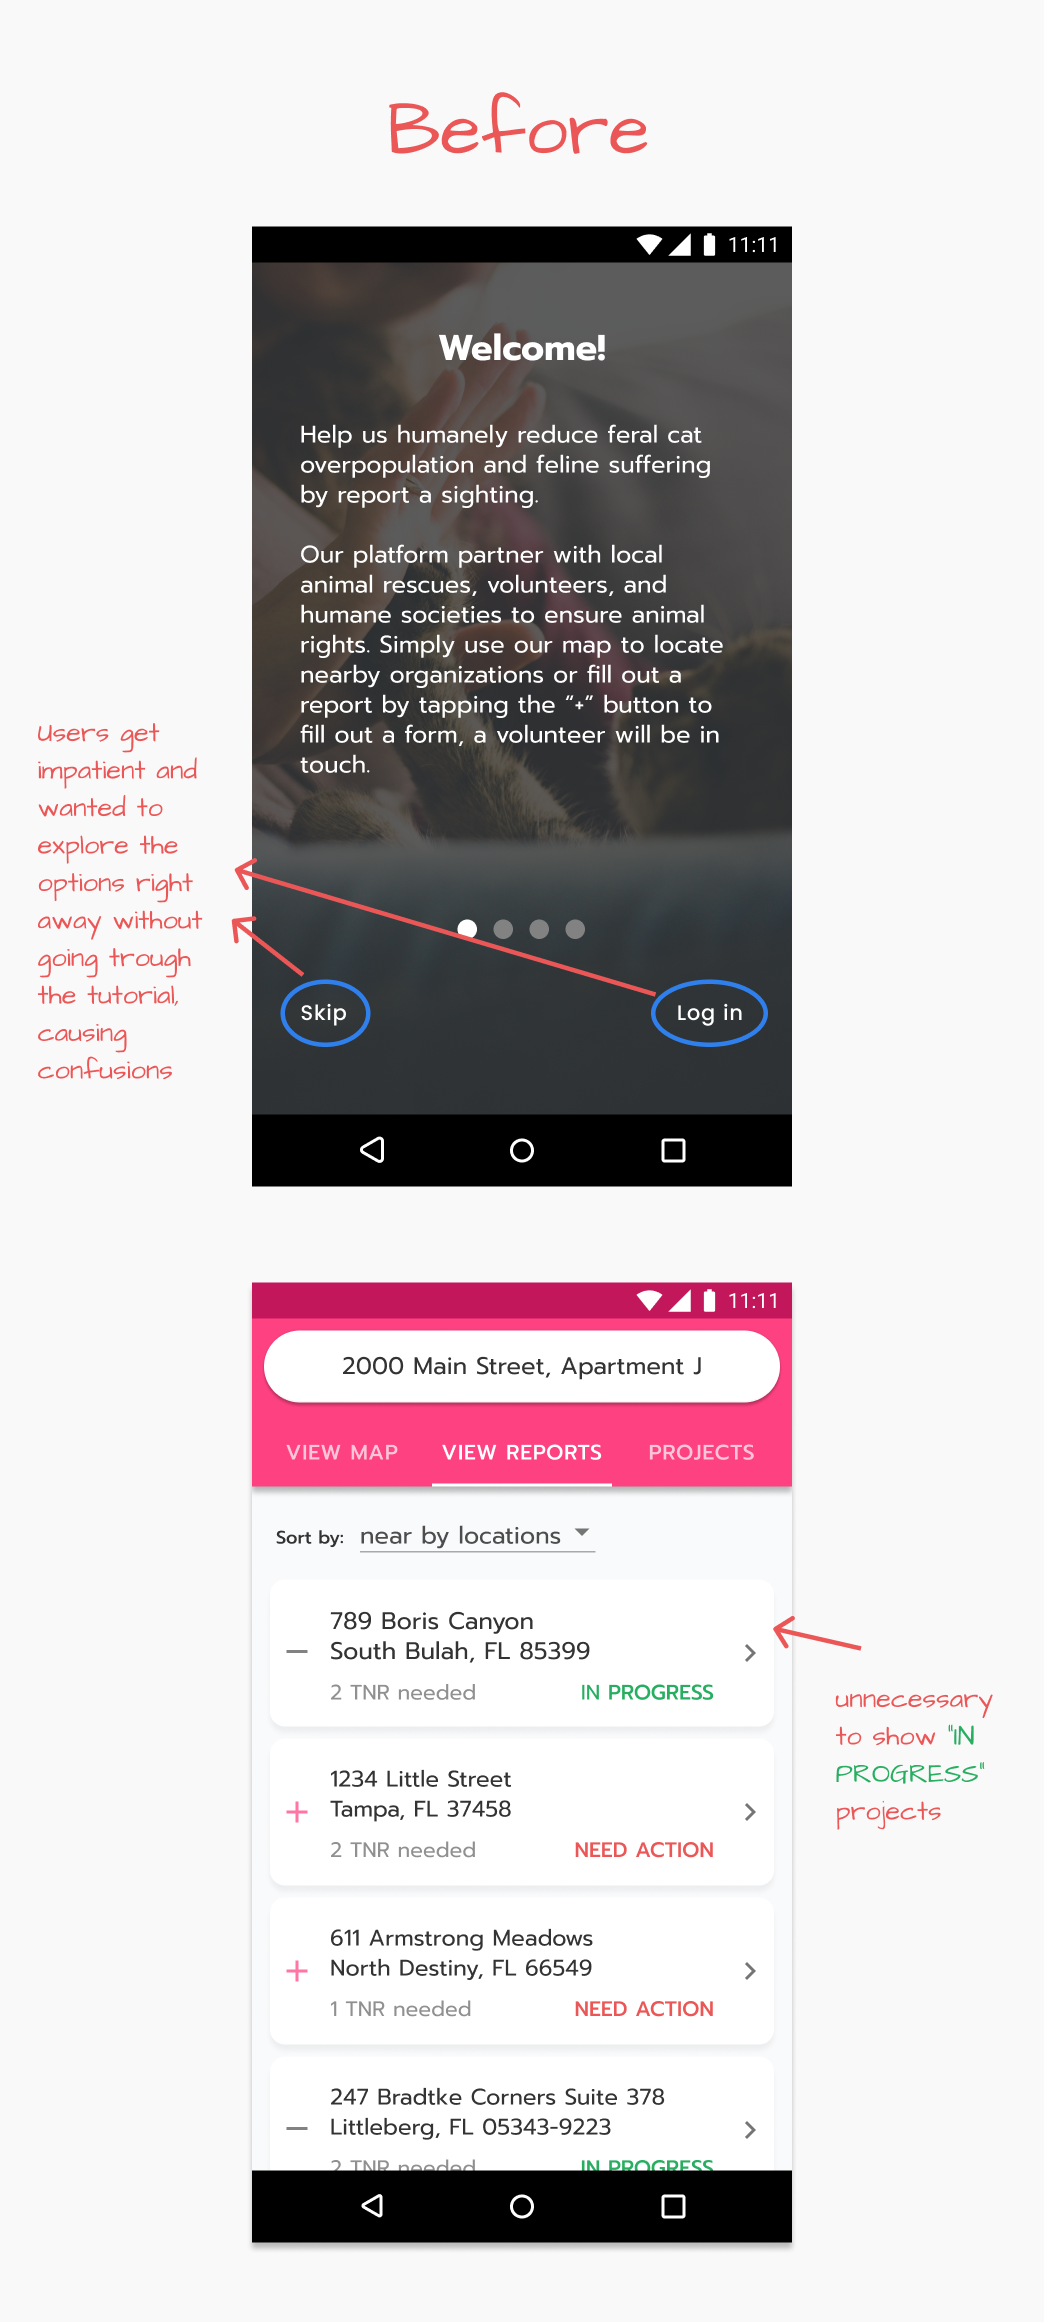 Before
11:11
Welcome!
Help us humanely reduce feral cat
overpopulation and feline suffering
by report a sighting.
Our platform partner with local
animal rescues, volunteers, and
humane societies to ensure animal
rights. Simply use our map to locate
nearby organizations or fill out a
report by tapping the “+” button to
fill out a form, a volunteer will be in
touch.
Users get
impatient and
wanted to
explore the
options right
away without
going trough
the tutorial,
causing
confusions
Skip
Log in
11:11
2000 Main Street, Apartment J
VIEW MAP
VIEW REPORTS
PROJECTS
Sort by: near by locations
789 Boris Canyon
South Bulah, FL 85399
2 TNR needed
IN PROGRESS
unnecessary
to show "IN
PROGRESS"
projects
1234 Little Street
Tampa, FL 37458
2 TNR needed
NEED ACTION
611 Armstrong Meadows
North Destiny, FL 66549
1 TNR needed
NEED ACTION
247 Bradtke Corners Suite 378
Littleberg, FL 05343-9223
2 TNR needed
IN PROGRESS